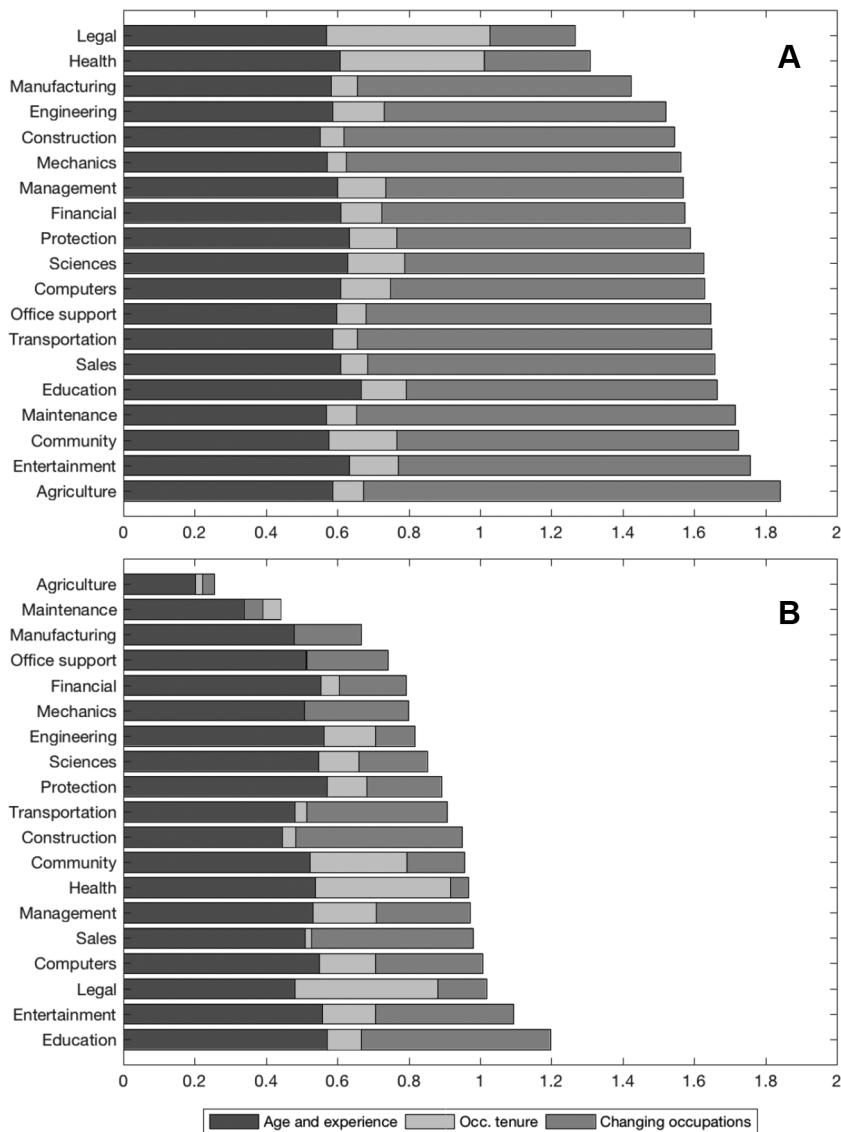 A
Legal
Health
Manufacturing
Engineering
Construction
Mechanics
Management
Financial
Protection
Sciences
Computers
Office support
Transportation
Sales
Education
Maintenance
Community
Entertainment
Agriculture
0 0.2 0.4 0.6 0.8 1 1.2 1.4 1.6 1.8 2
B
Agriculture
Maintenance
Manufacturing
Office support
Financial
Mechanics
Engineering
Sciences
Protection
Transportation
Construction
Community
Health
Management
Sales
Computers
Legal
Entertainment
Education
0 0.2 0.4 0.6 0.8 1 1.2 1.4 1.6 1.8 2
Age and experience Occ. tenure Changing occupations